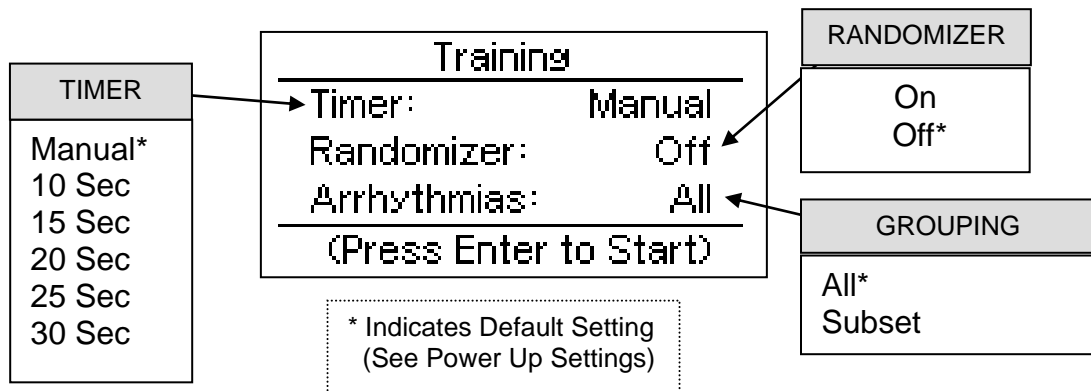 TIMER
Manual*
10 Sec
15 Sec
20 Sec
25 Sec
30 Sec
Training
Timer: Manual
Randomizer: Off
Arrhythmias: All
(Press Enter to Start)
* Indicates Default Setting
(See Power Up Settings)
RANDOMIZER
On
Off*
GROUPING
All*
Subset